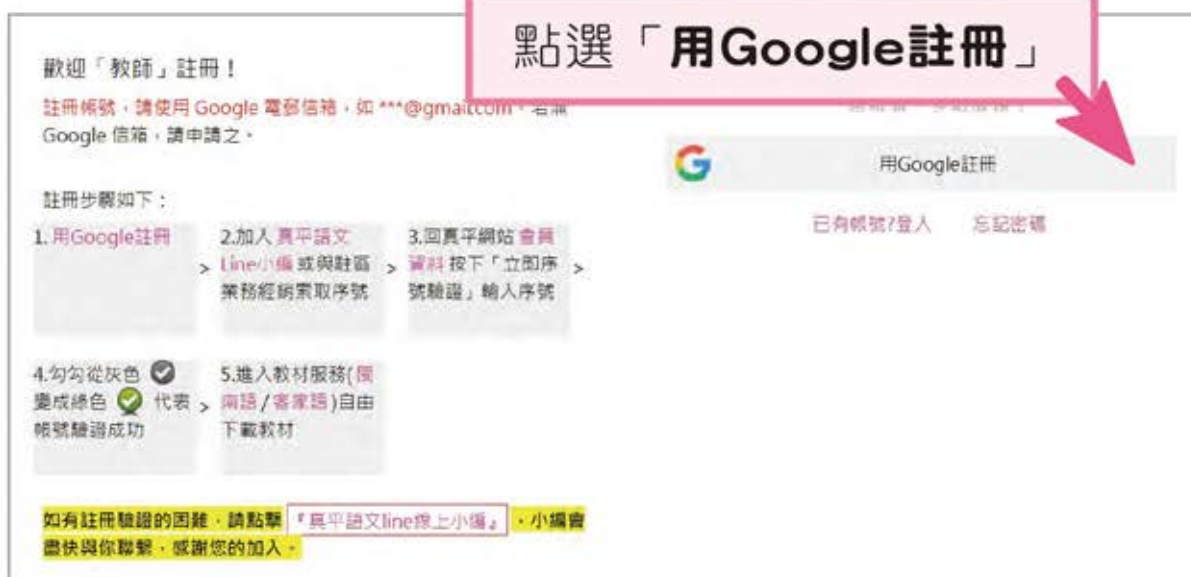 點選「用Google註冊」
歡迎「教師」註冊！
註冊帳號，請使用 Google 電郵信箱，如 ***@gmail.com。若無
Google 信箱，請申請之。
註冊步驟如下：
1. 用Google註冊
>
2.加入 真平語文
Line小編 或與駐區
業務經銷索取序號
>
3.回真平網站 會員
資料 按下「立即序
號驗證」輸入序號
>
4.勾勾從灰色
變成綠色 代表
帳號驗證成功
>
5.進入教材服務(閩
南語 / 客家語 )自由
下載教材
如有註冊驗證的困難，請點擊 『真平語文line線上小編』 ，小編會
盡快與你聯繫，感謝您的加入。
用Google註冊
已有帳號?登入 忘記密碼